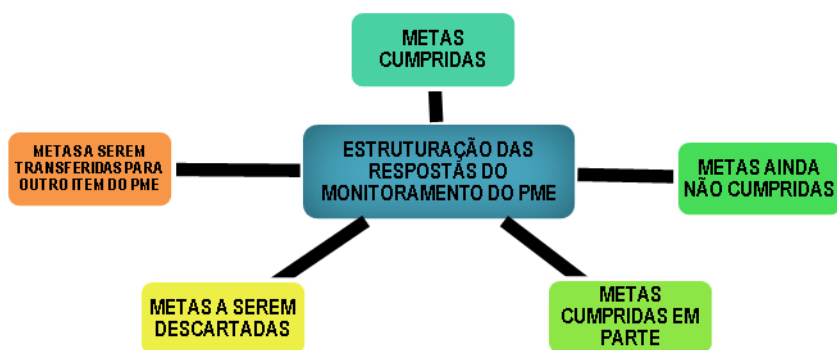 METAS
CUMPRIDAS
ESTRUTURAÇÃO DAS
RESPOSTAS DO
MONITORAMENTO DO PME
METAS A SEREM
TRANSFERIDAS PARA
OUTRO ITEM DO PME
METAS AINDA
NÃO CUMPRIDAS
METAS A SEREM
DESCARTADAS
METAS
CUMPRIDAS EM
PARTE